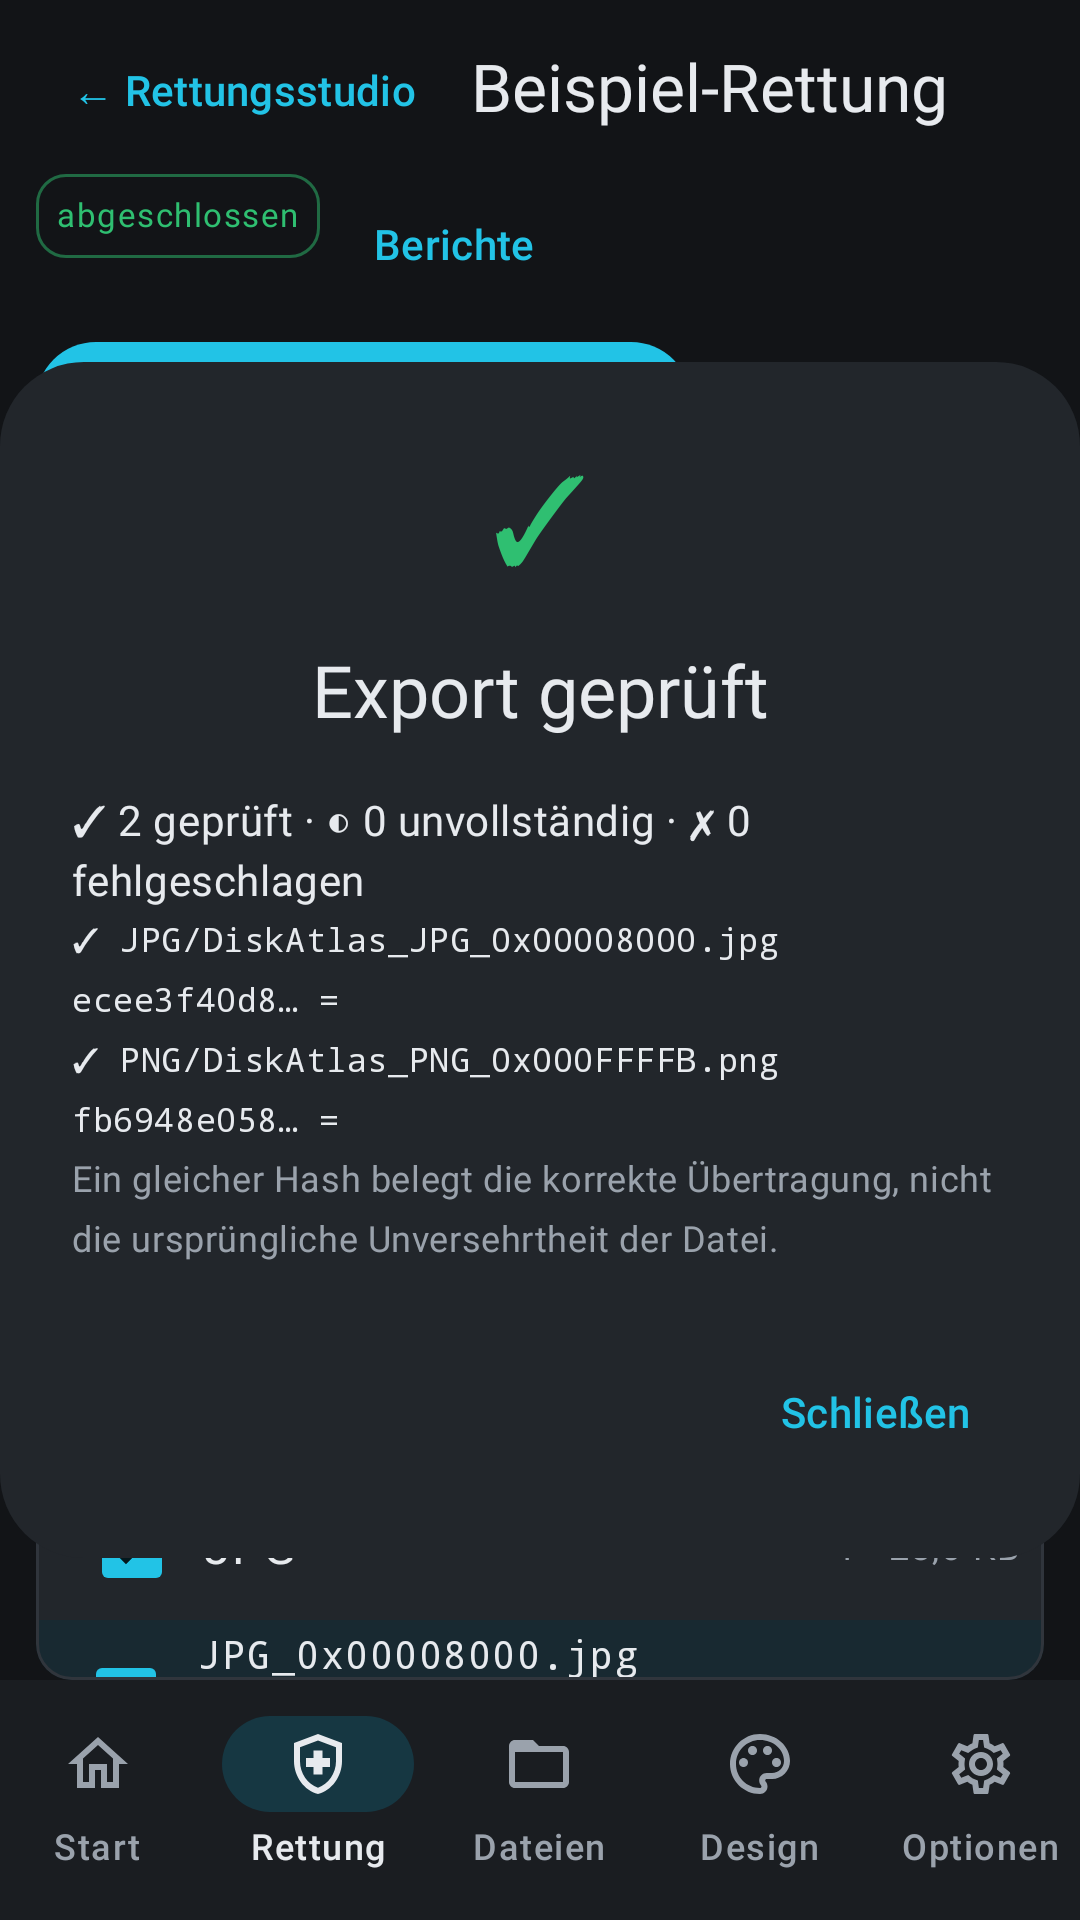 ← Rettungsstudio
Beispiel-Rettung
abgeschlossen
Berichte
✓
Export geprüft
✓ 2 geprüft · ◐ 0 unvollständig · ✗ 0
fehlgeschlagen
✓ JPG/DiskAtlas_JPG_0x00008000.jpg
ecee3f40d8… =
✓ PNG/DiskAtlas_PNG_0x000FFFFB.png
fb6948e058… =
Ein gleicher Hash belegt die korrekte Übertragung, nicht
die ursprüngliche Unversehrtheit der Datei.
Schließen
JPG_0x00008000.jpg
Start
Rettung
Dateien
Design
Optionen